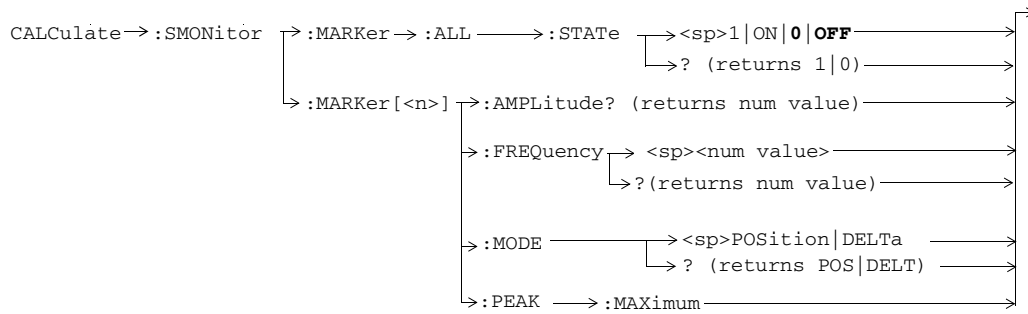 CALCulate :SMONitor :MARKer :ALL :STATe <sp>1|ON|0|OFF
? (returns 1|0)
:MARKer[<n>] :AMPLitude? (returns num value)
:FREQuency <sp><num value>
?(returns num value)
:MODE <sp>POSition|DELTa
? (returns POS|DELT)
:PEAK :MAXimum